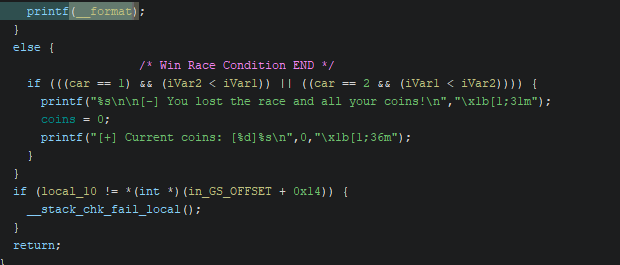 printf(__format);
}
else {
/* Win Race Condition END */
if (((car == 1) && (iVar2 < iVar1)) || ((car == 2 && (iVar1 < iVar2)))) {
printf("%s\n\n[-] You lost the race and all your coins!\n","\x1b[1;31m");
coins = 0;
printf("[+] Current coins: [%d]%s\n",0,"\x1b[1;36m");
}
}
if (local_10 != *(int *)(in_GS_OFFSET + 0x14)) {
__stack_chk_fail_local();
}
return;
}